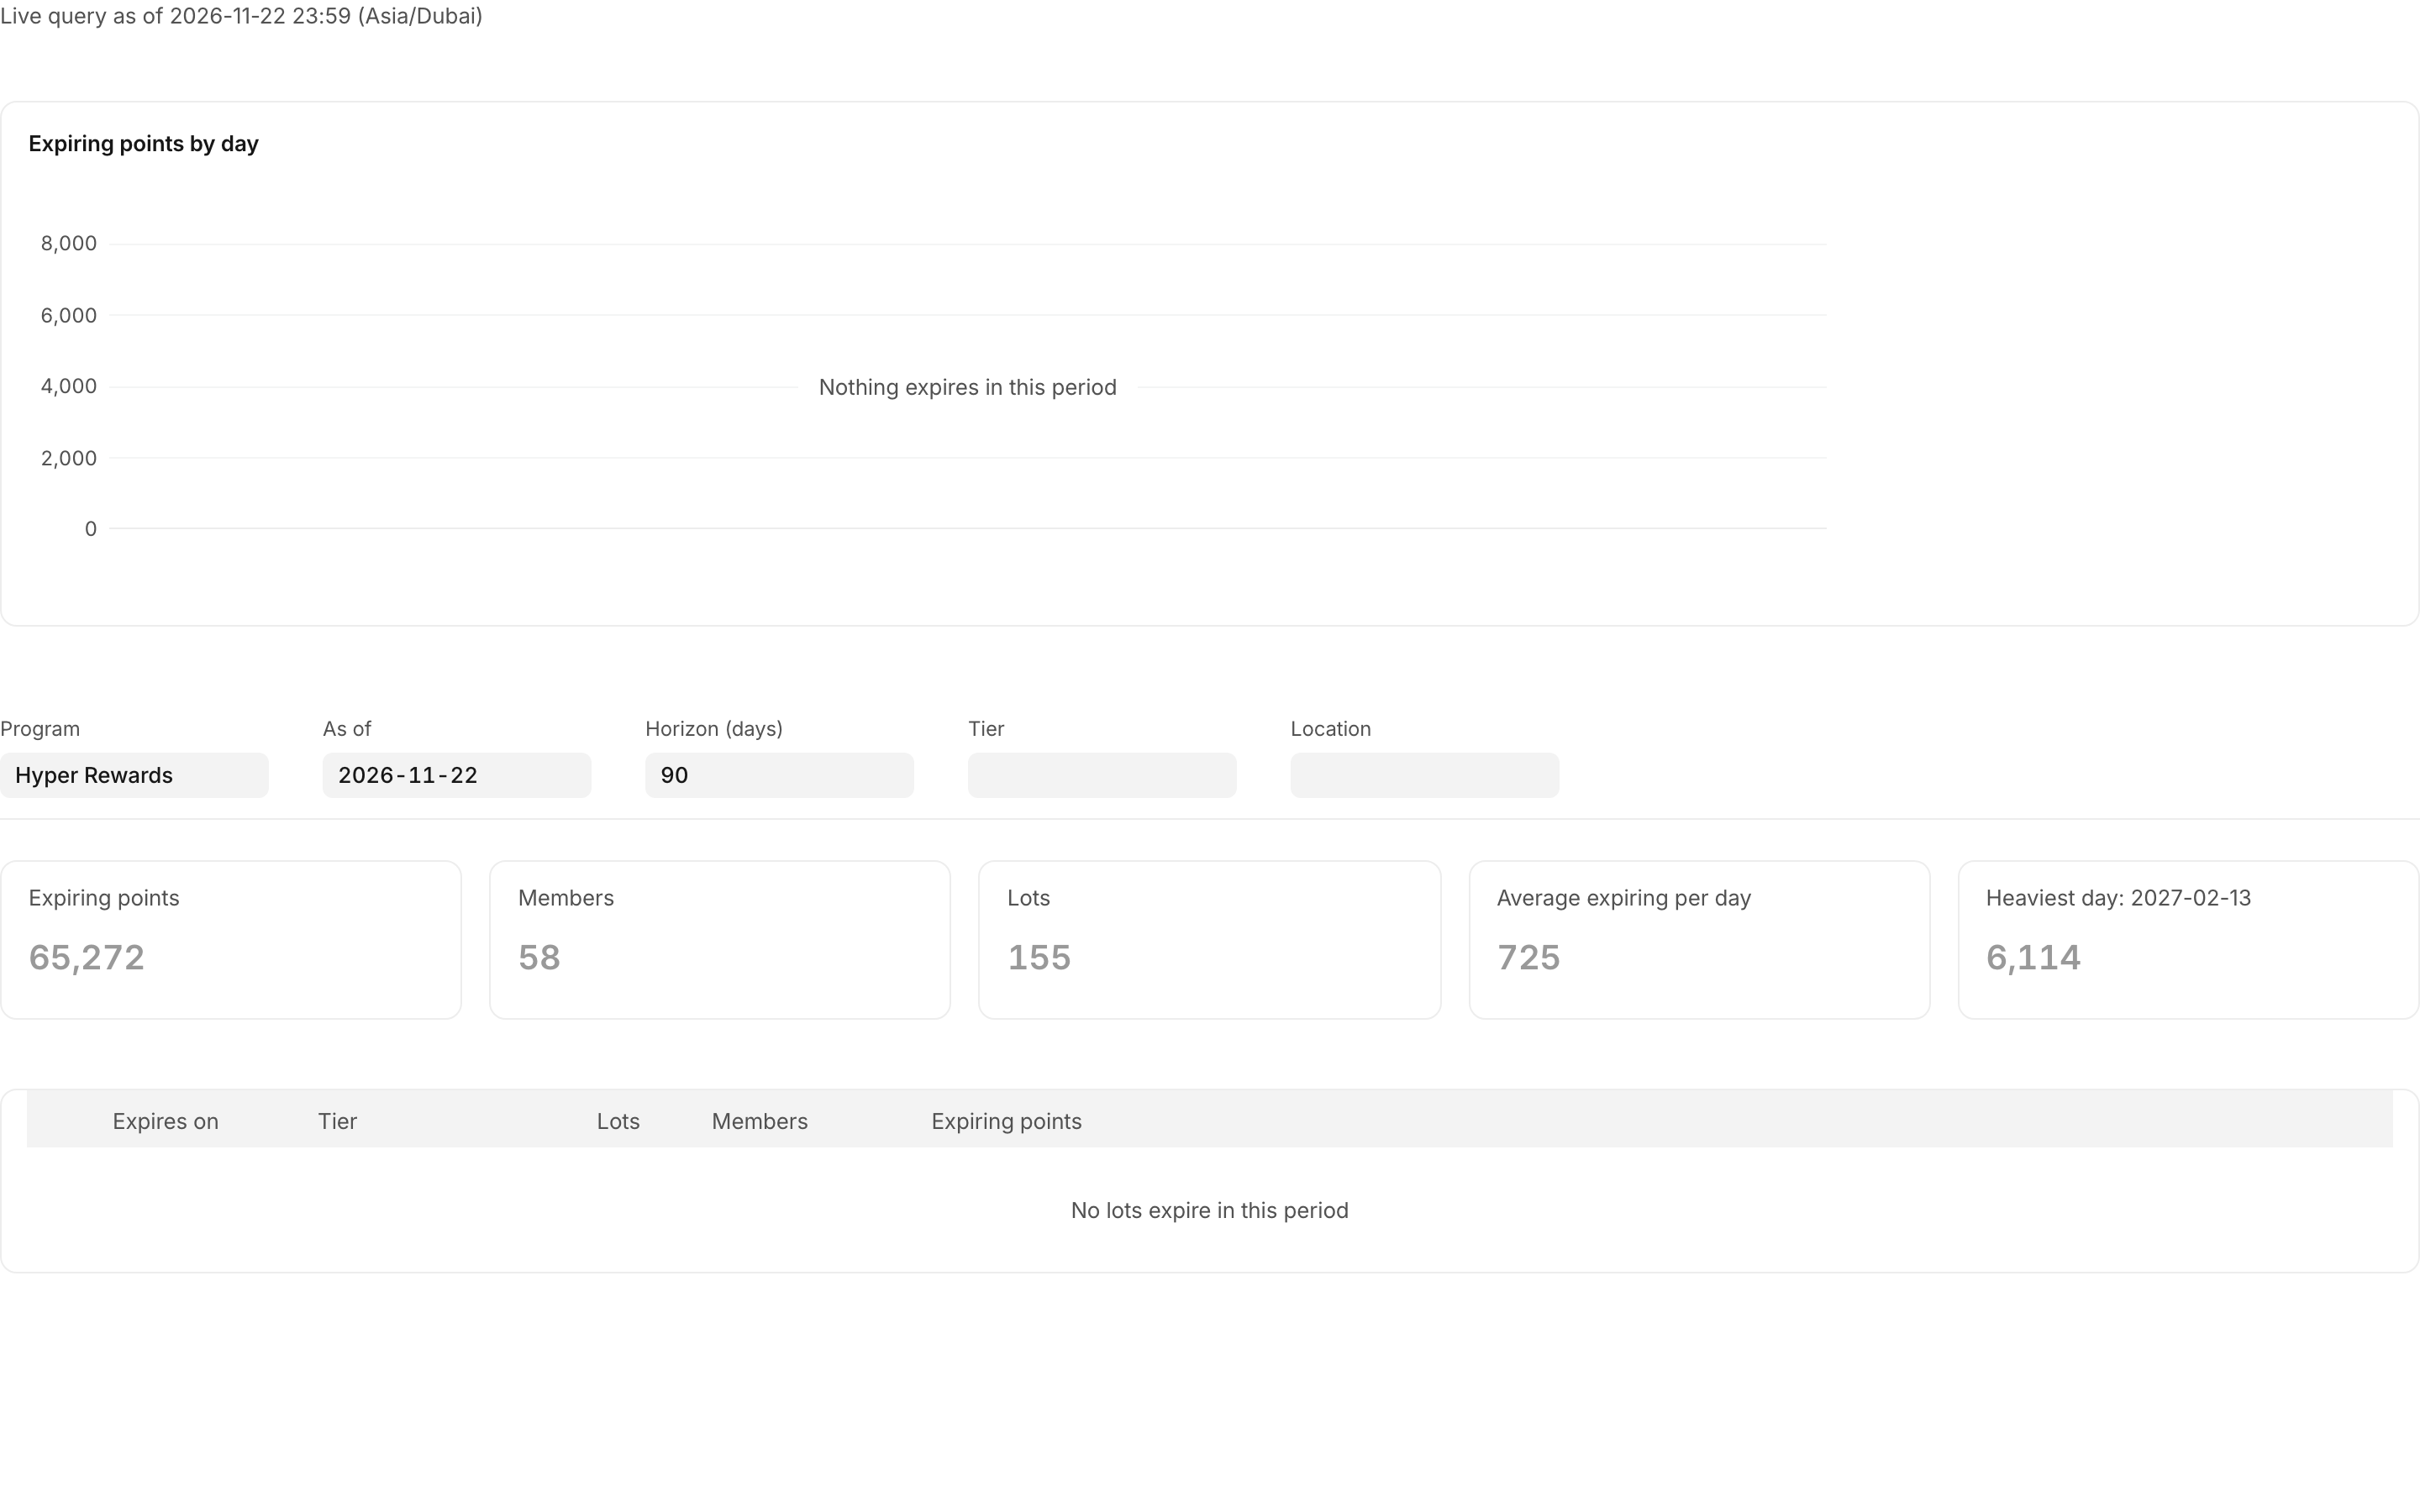 Live query as of 2026-11-22 23:59 (Asia/Dubai)
Expiring points by day
8,000
6,000
4,000
Nothing expires in this period
2,000
0
Program As of Horizon (days) Tier Location
Hyper Rewards 2026-11-22 90
Expiring points Members Lots Average expiring per day Heaviest day: 2027-02-13
65,272 58 155 725 6,114
Expires on Tier Lots Members Expiring points
No lots expire in this period